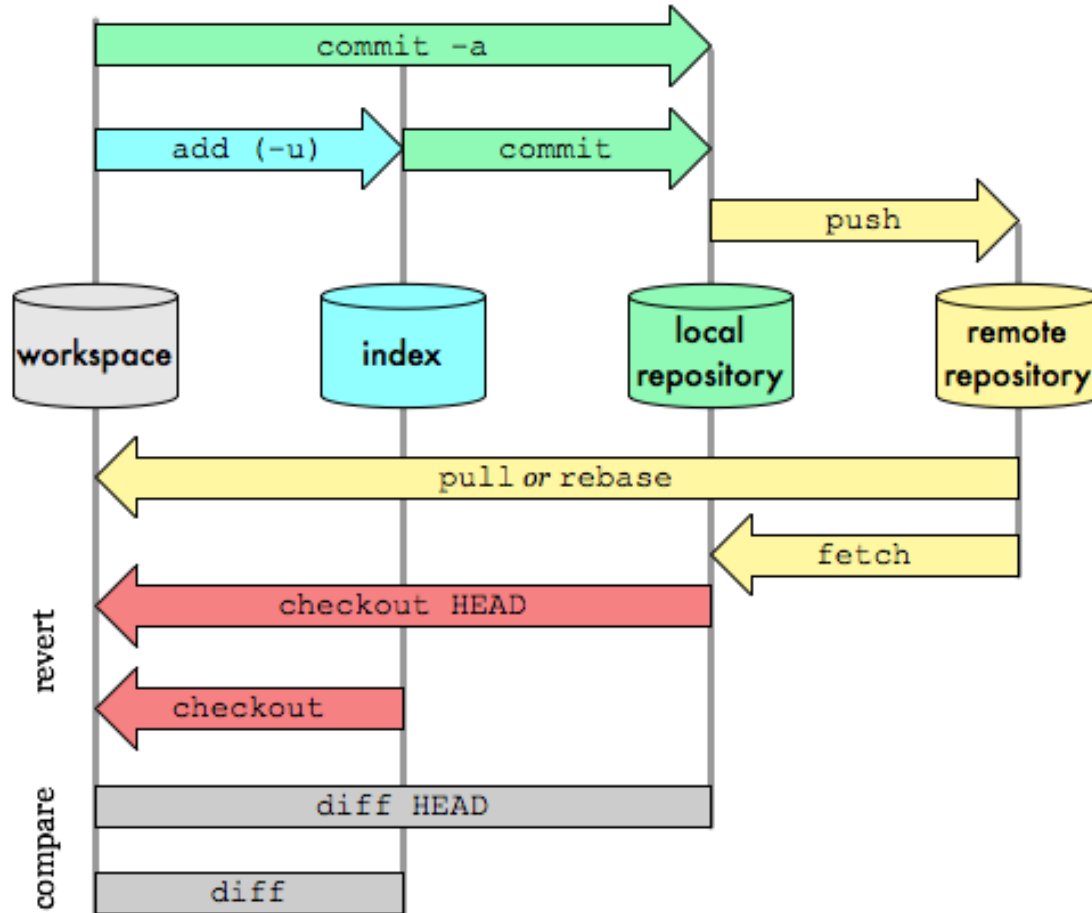 commit -a
add (-u)
commit
push
workspace
index
local
repository
remote
repository
pull or rebase
fetch
checkout HEAD
revert
checkout
diff HEAD
compare
diff